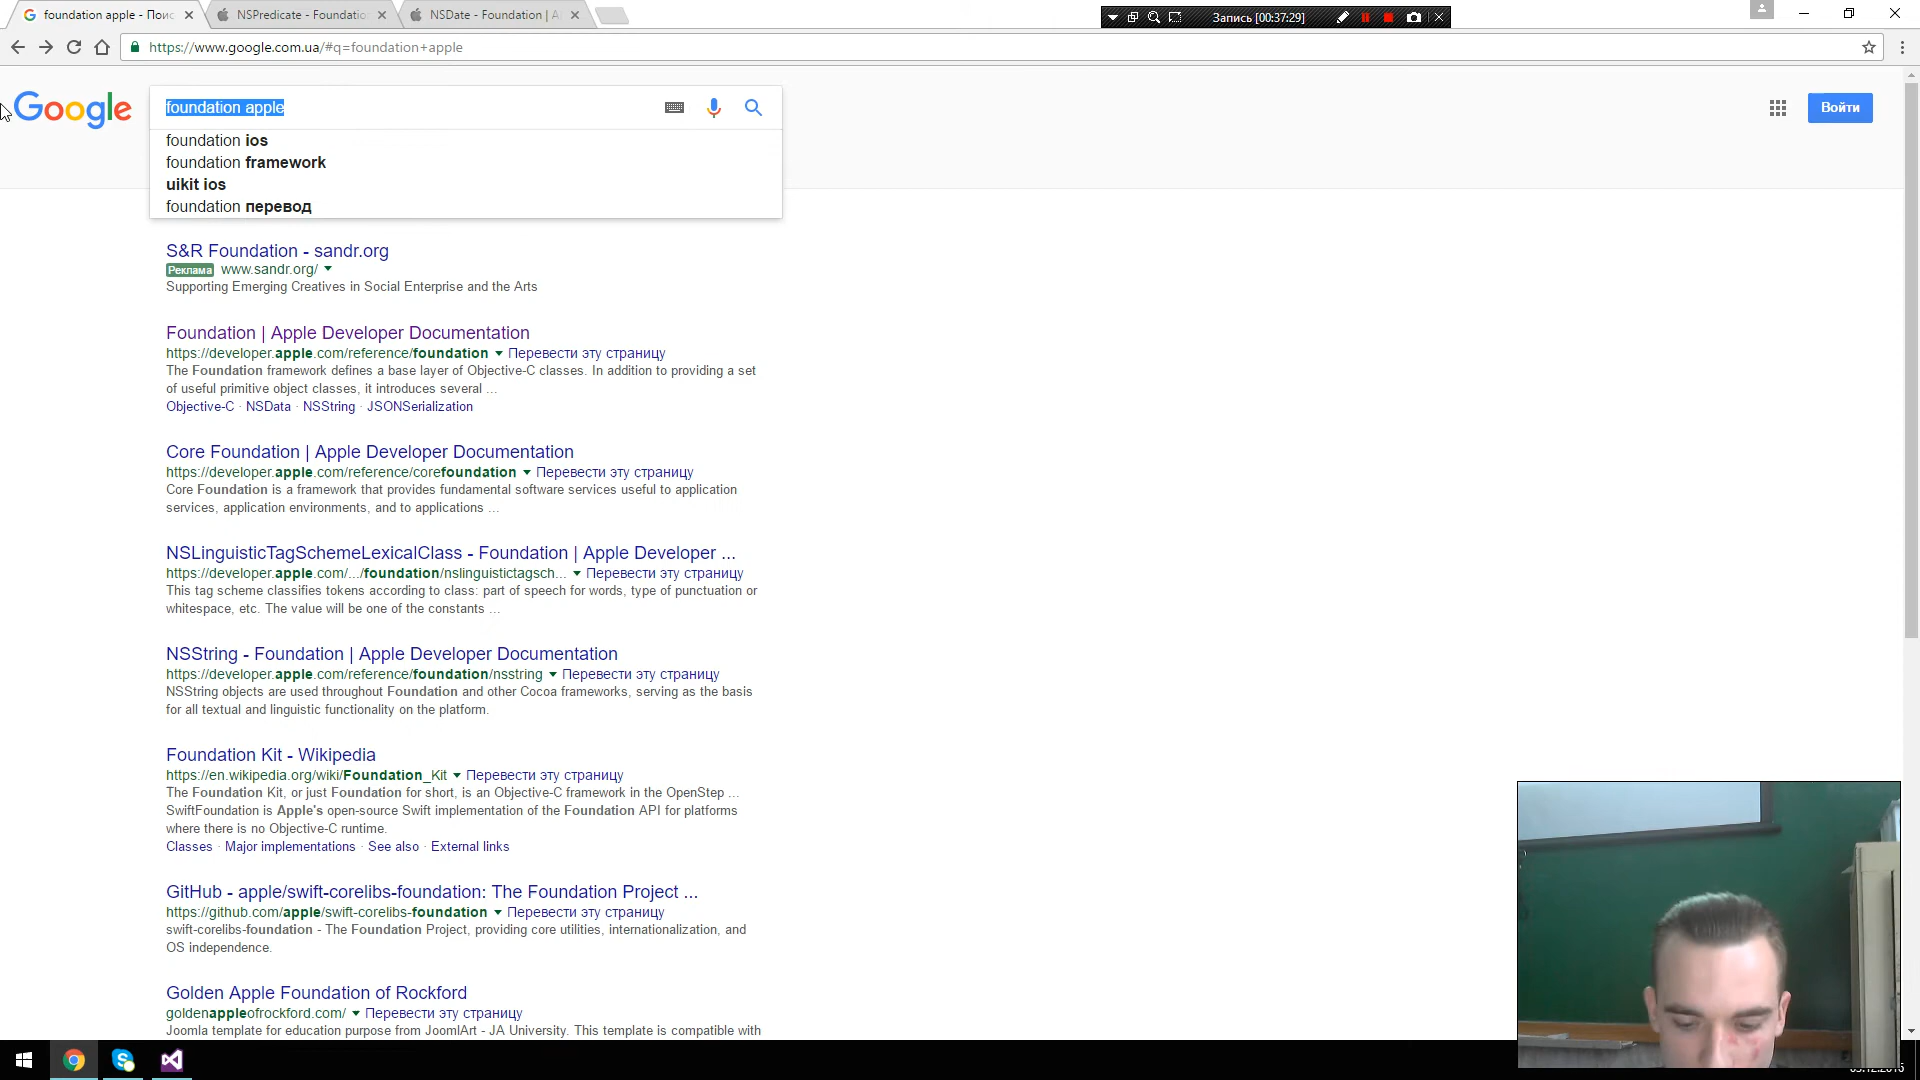 foundation apple - Поис
NSPredicate - Foundatio
NSDate - Foundation | A
Запись [00:37:29]
https://www.google.com.ua/#q=foundation+apple
Google
foundation apple
Войти
foundation ios
foundation framework
uikit ios
foundation перевод
S&R Foundation - sandr.org
Реклама www.sandr.org/
Supporting Emerging Creatives in Social Enterprise and the Arts
Foundation | Apple Developer Documentation
https://developer.apple.com/reference/foundation Перевести эту страницу
The Foundation framework defines a base layer of Objective-C classes. In addition to providing a set
of useful primitive object classes, it introduces several ...
Objective-C · NSData · NSString · JSONSerialization
Core Foundation | Apple Developer Documentation
https://developer.apple.com/reference/corefoundation Перевести эту страницу
Core Foundation is a framework that provides fundamental software services useful to application
services, application environments, and to applications ...
NSLinguisticTagSchemeLexicalClass - Foundation | Apple Developer ...
https://developer.apple.com/.../foundation/nslinguistictagsch... Перевести эту страницу
This tag scheme classifies tokens according to class: part of speech for words, type of punctuation or
whitespace, etc. The value will be one of the constants ...
NSString - Foundation | Apple Developer Documentation
https://developer.apple.com/reference/foundation/nsstring Перевести эту страницу
NSString objects are used throughout Foundation and other Cocoa frameworks, serving as the basis
for all textual and linguistic functionality on the platform.
Foundation Kit - Wikipedia
https://en.wikipedia.org/wiki/Foundation_Kit Перевести эту страницу
The Foundation Kit, or just Foundation for short, is an Objective-C framework in the OpenStep ...
SwiftFoundation is Apple's open-source Swift implementation of the Foundation API for platforms
where there is no Objective-C runtime.
Classes · Major implementations · See also · External links
GitHub - apple/swift-corelibs-foundation: The Foundation Project ...
https://github.com/apple/swift-corelibs-foundation Перевести эту страницу
swift-corelibs-foundation - The Foundation Project, providing core utilities, internationalization, and
OS independence.
Golden Apple Foundation of Rockford
goldenappleofrockford.com/ Перевести эту страницу
Joomla template for education purpose from JoomlArt - JA University. This template is compatible with